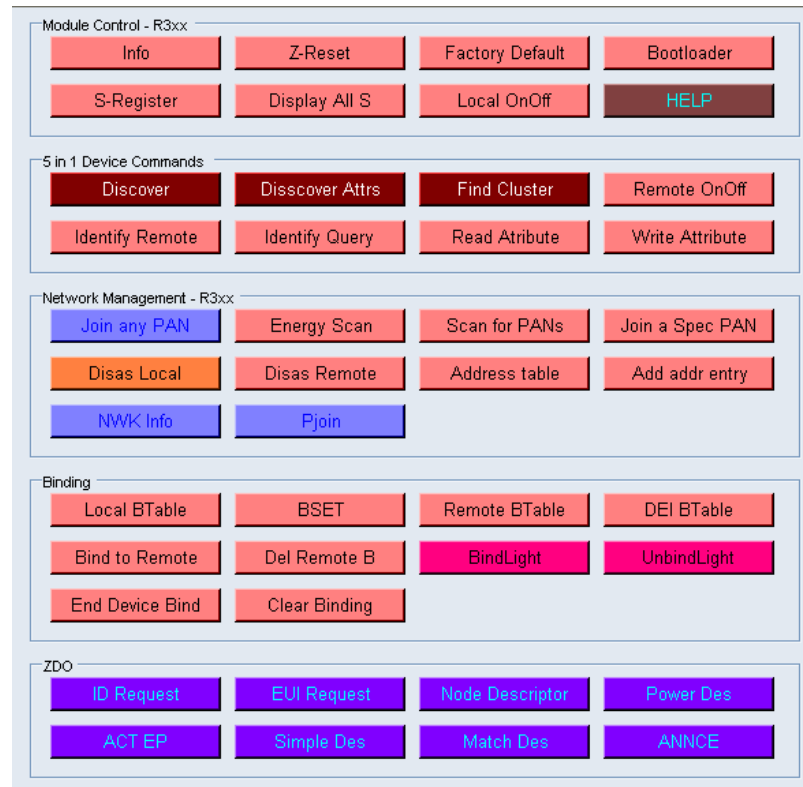 Module Control - R3xx
Info Z-Reset Factory Default Bootloader
S-Register Display All S Local OnOff HELP
5 in 1 Device Commands
Discover Disscover Attrs Find Cluster Remote OnOff
Identify Remote Identify Query Read Atribute Write Attribute
Network Management - R3xx
Join any PAN Energy Scan Scan for PANs Join a Spec PAN
Disas Local Disas Remote Address table Add addr entry
NWK Info Pjoin
Binding
Local BTable BSET Remote BTable DEl BTable
Bind to Remote Del Remote B BindLight UnbindLight
End Device Bind Clear Binding
ZDO
ID Request EUI Request Node Descriptor Power Des
ACT EP Simple Des Match Des ANNCE